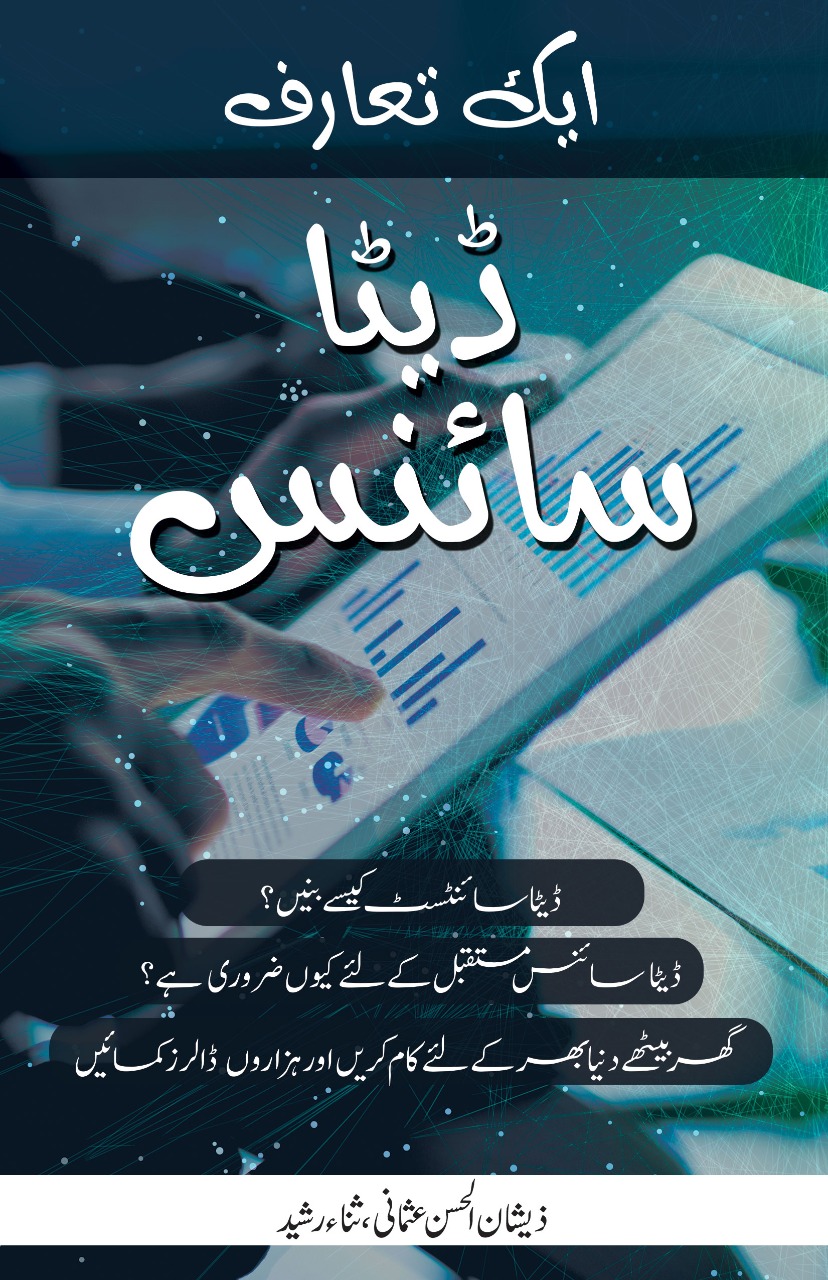 ایک تعارف
ڈیٹا
سائنس
ڈیٹا سائنٹسٹ کیسے بنیں؟
ڈیٹا سائنس مستقبل کے لئے کیوں ضروری ہے؟
گھر بیٹھے دنیا بھر کے لئے کام کریں اور ہزاروں ڈالرز کمائیں
ذیشان الحسن عثمانی، ثناء رشید